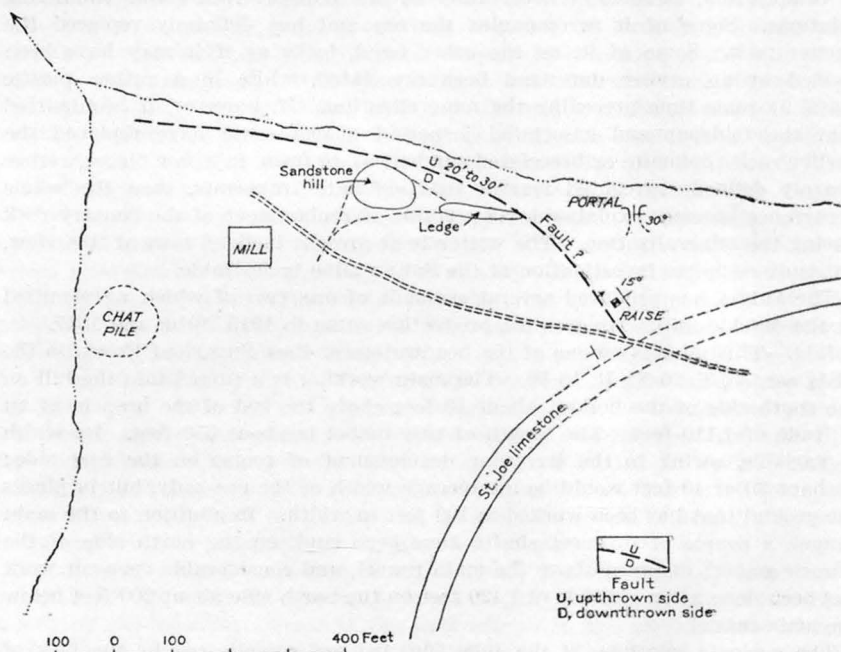 Sandstone
hill
U 20° to 30°
D
PORTAL
30°
Ledge
Fault?
MILL
15°
RAISE
CHAT
PILE
St. Joe limestone
U
D
Fault
U, upthrown side
D, downthrown side
100 0 100 400 Feet